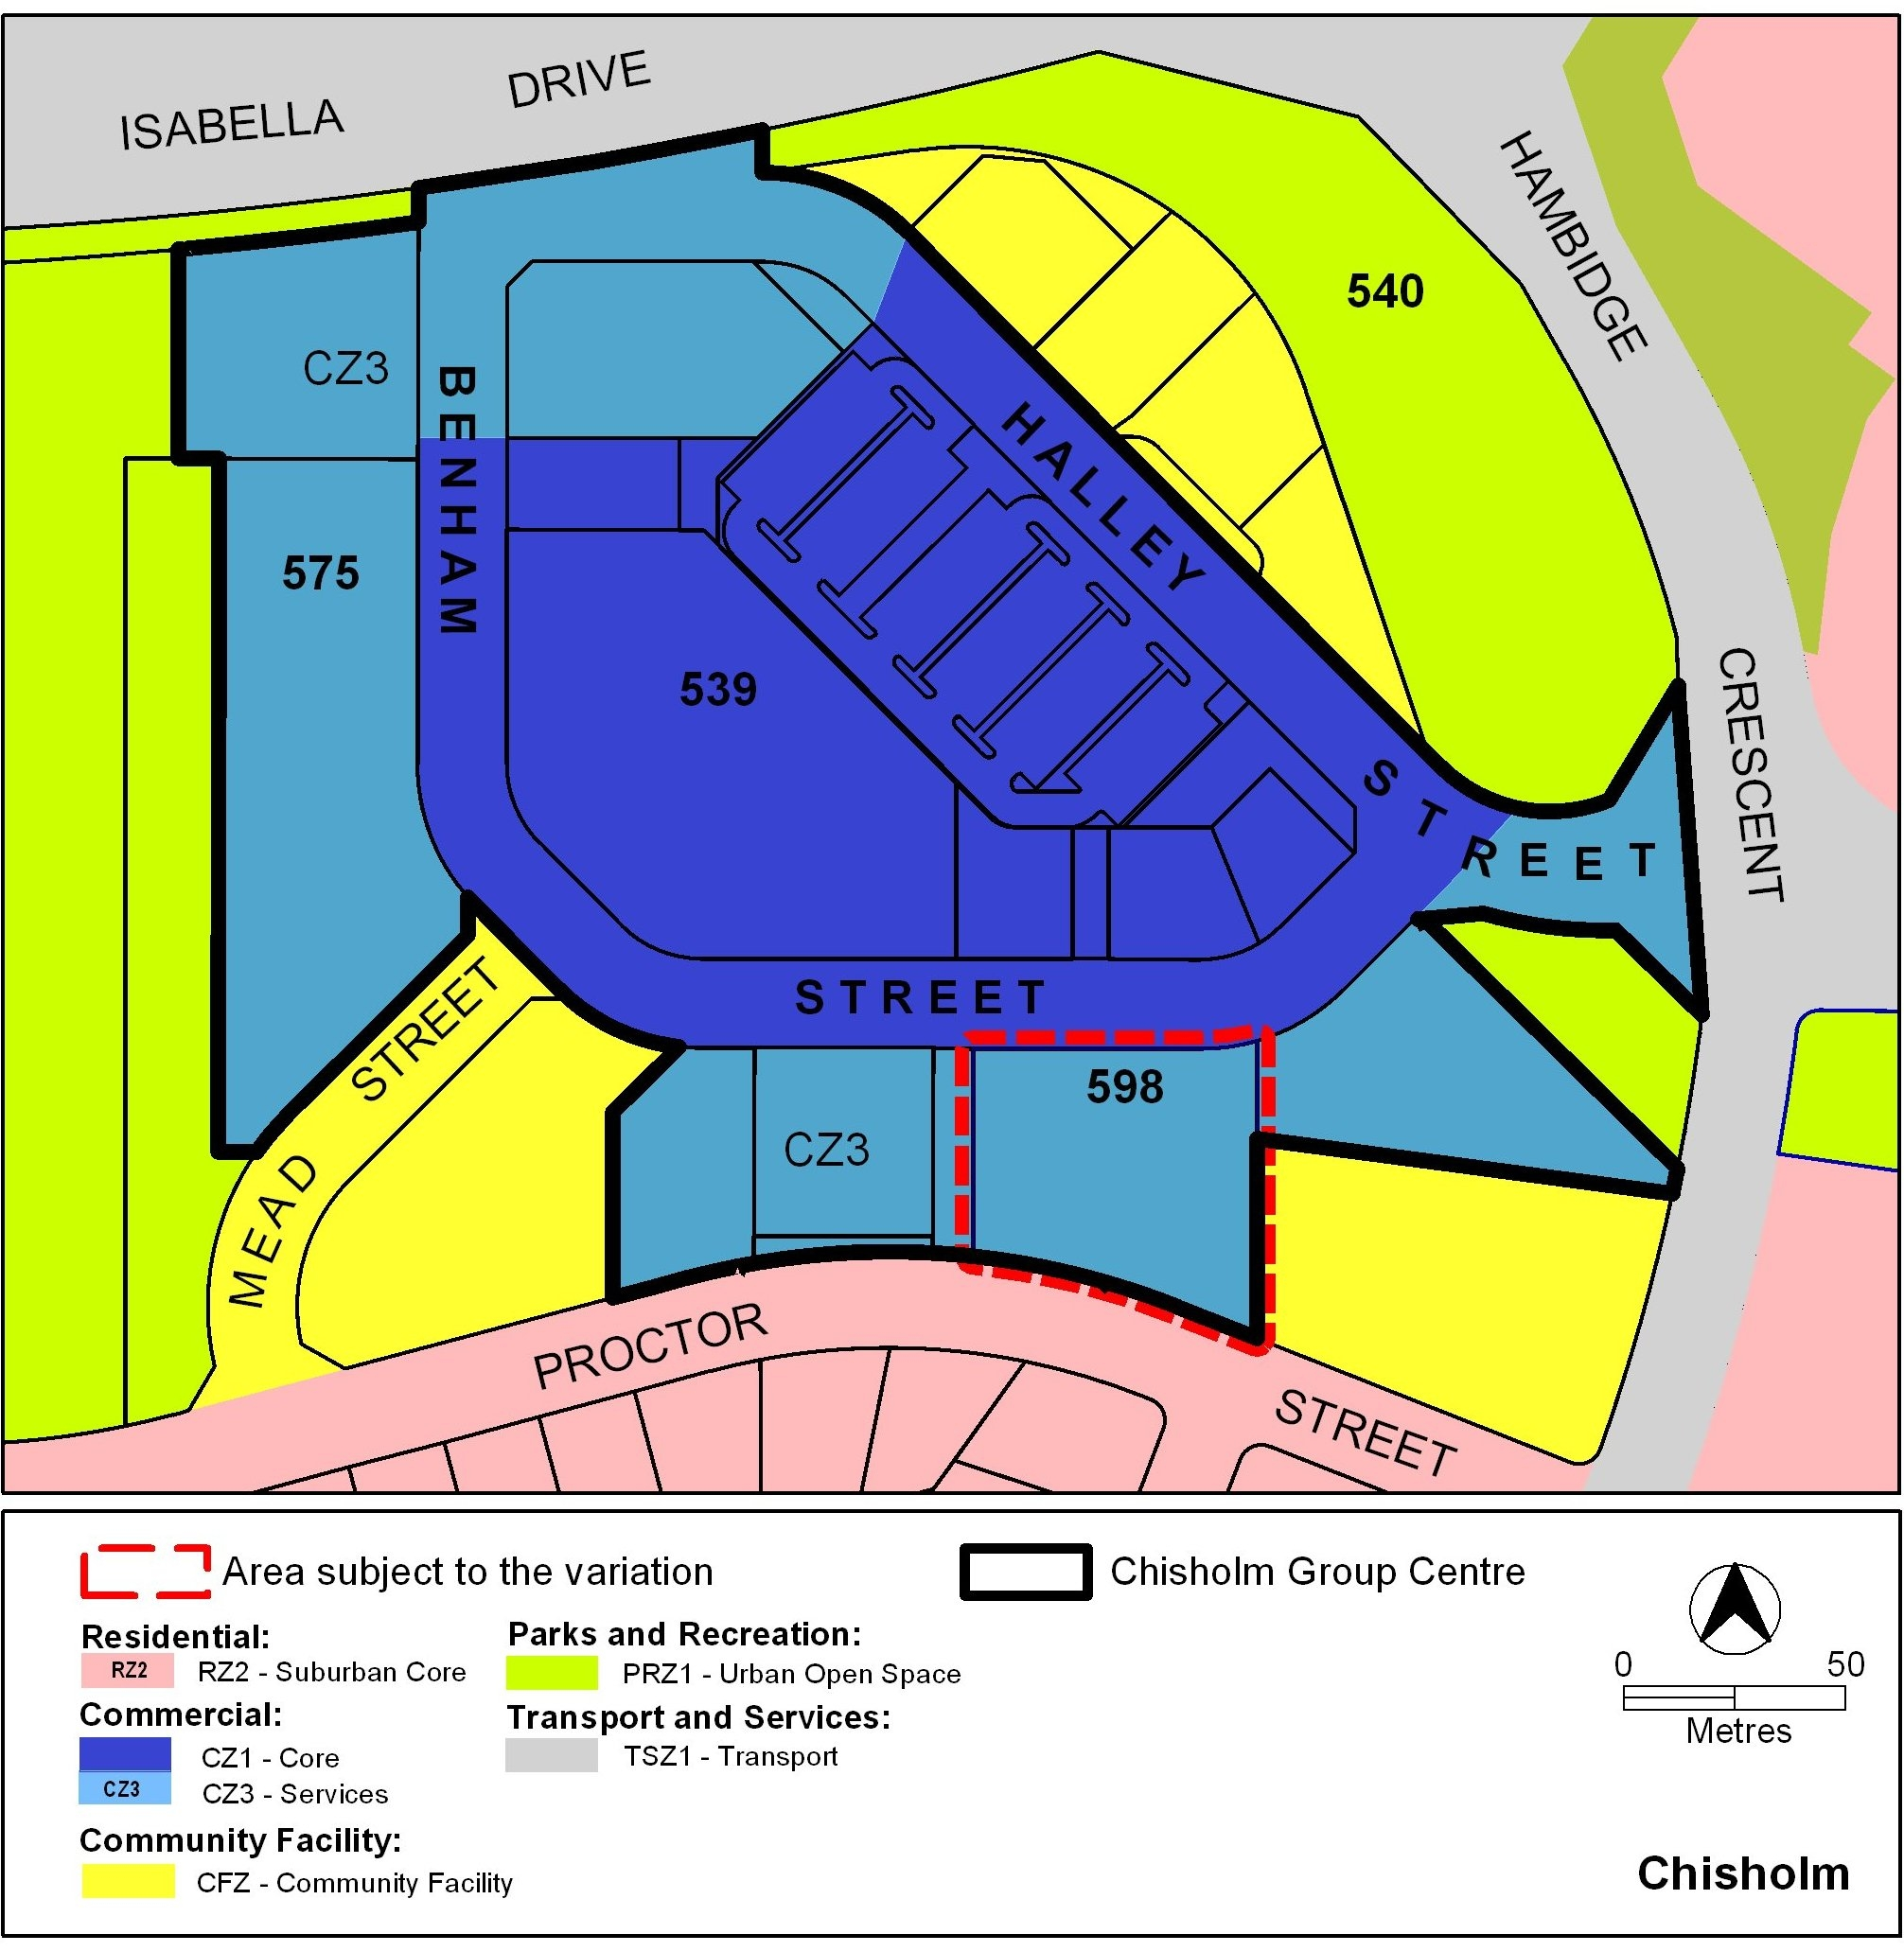 ISABELLA DRIVE
HAMBIDGE
CRESCENT
540
CZ3
BENHAM
HALLEY
STREET
575
539
STREET
MEAD STREET
598
CZ3
PROCTOR STREET
Area subject to the variation
Chisholm Group Centre
Residential:
RZ2 RZ2 - Suburban Core
Commercial:
CZ1 - Core
CZ3 CZ3 - Services
Community Facility:
CFZ - Community Facility
Parks and Recreation:
PRZ1 - Urban Open Space
Transport and Services:
TSZ1 - Transport
0 50
Metres
Chisholm